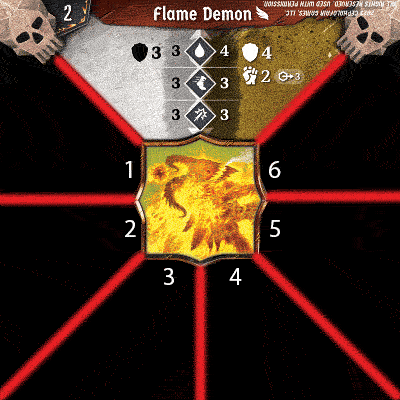 2 Flame Demon
2023 CEPHALOFAIR GAMES, LLC.
ALL RIGHTS RESERVED. USED WITH PERMISSION.
3 3 4 4
3 3 2 3
3 3
1 6
2 5
3 4